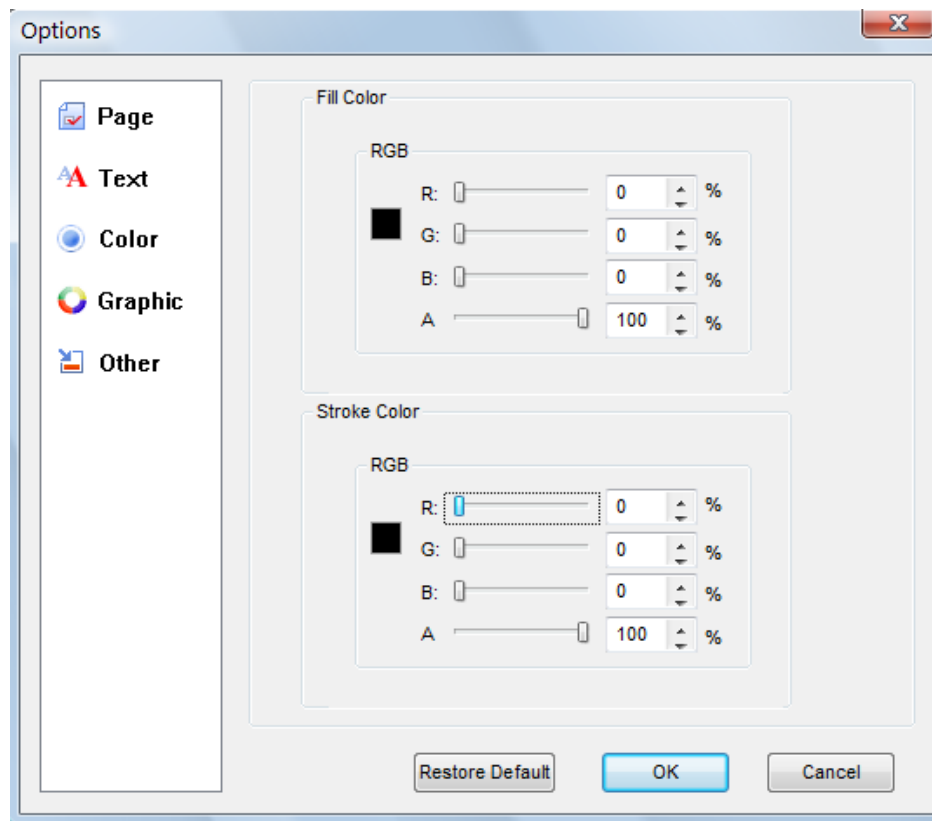 Options
Page
Text
Color
Graphic
Other
Fill Color
RGB
R: 0 %
G: 0 %
B: 0 %
A 100 %
Stroke Color
RGB
R: 0 %
G: 0 %
B: 0 %
A 100 %
Restore Default OK Cancel